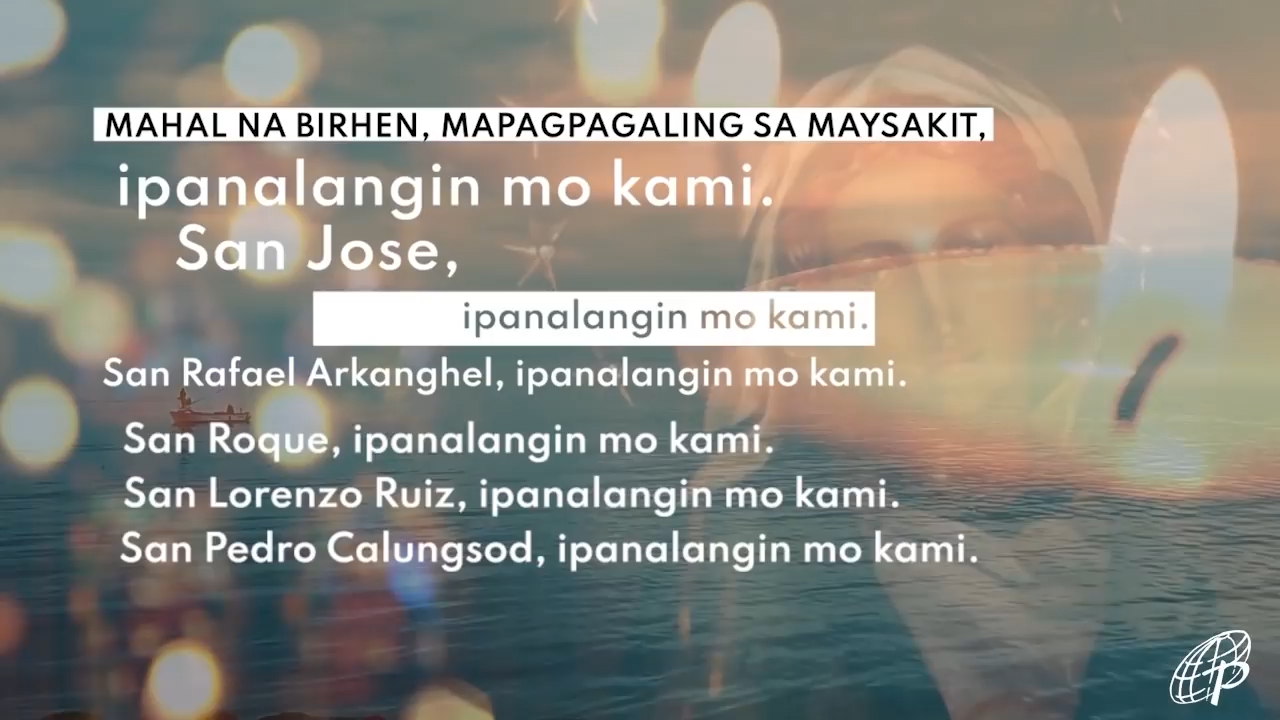 MAHAL NA BIRHEN, MAPAGPAGALING SA MAYSAKIT,
ipanalangin mo kami.
San Jose,
ipanalangin mo kami.
San Rafael Arkanghel, ipanalangin mo kami.
San Roque, ipanalangin mo kami.
San Lorenzo Ruiz, ipanalangin mo kami.
San Pedro Calungsod, ipanalangin mo kami.